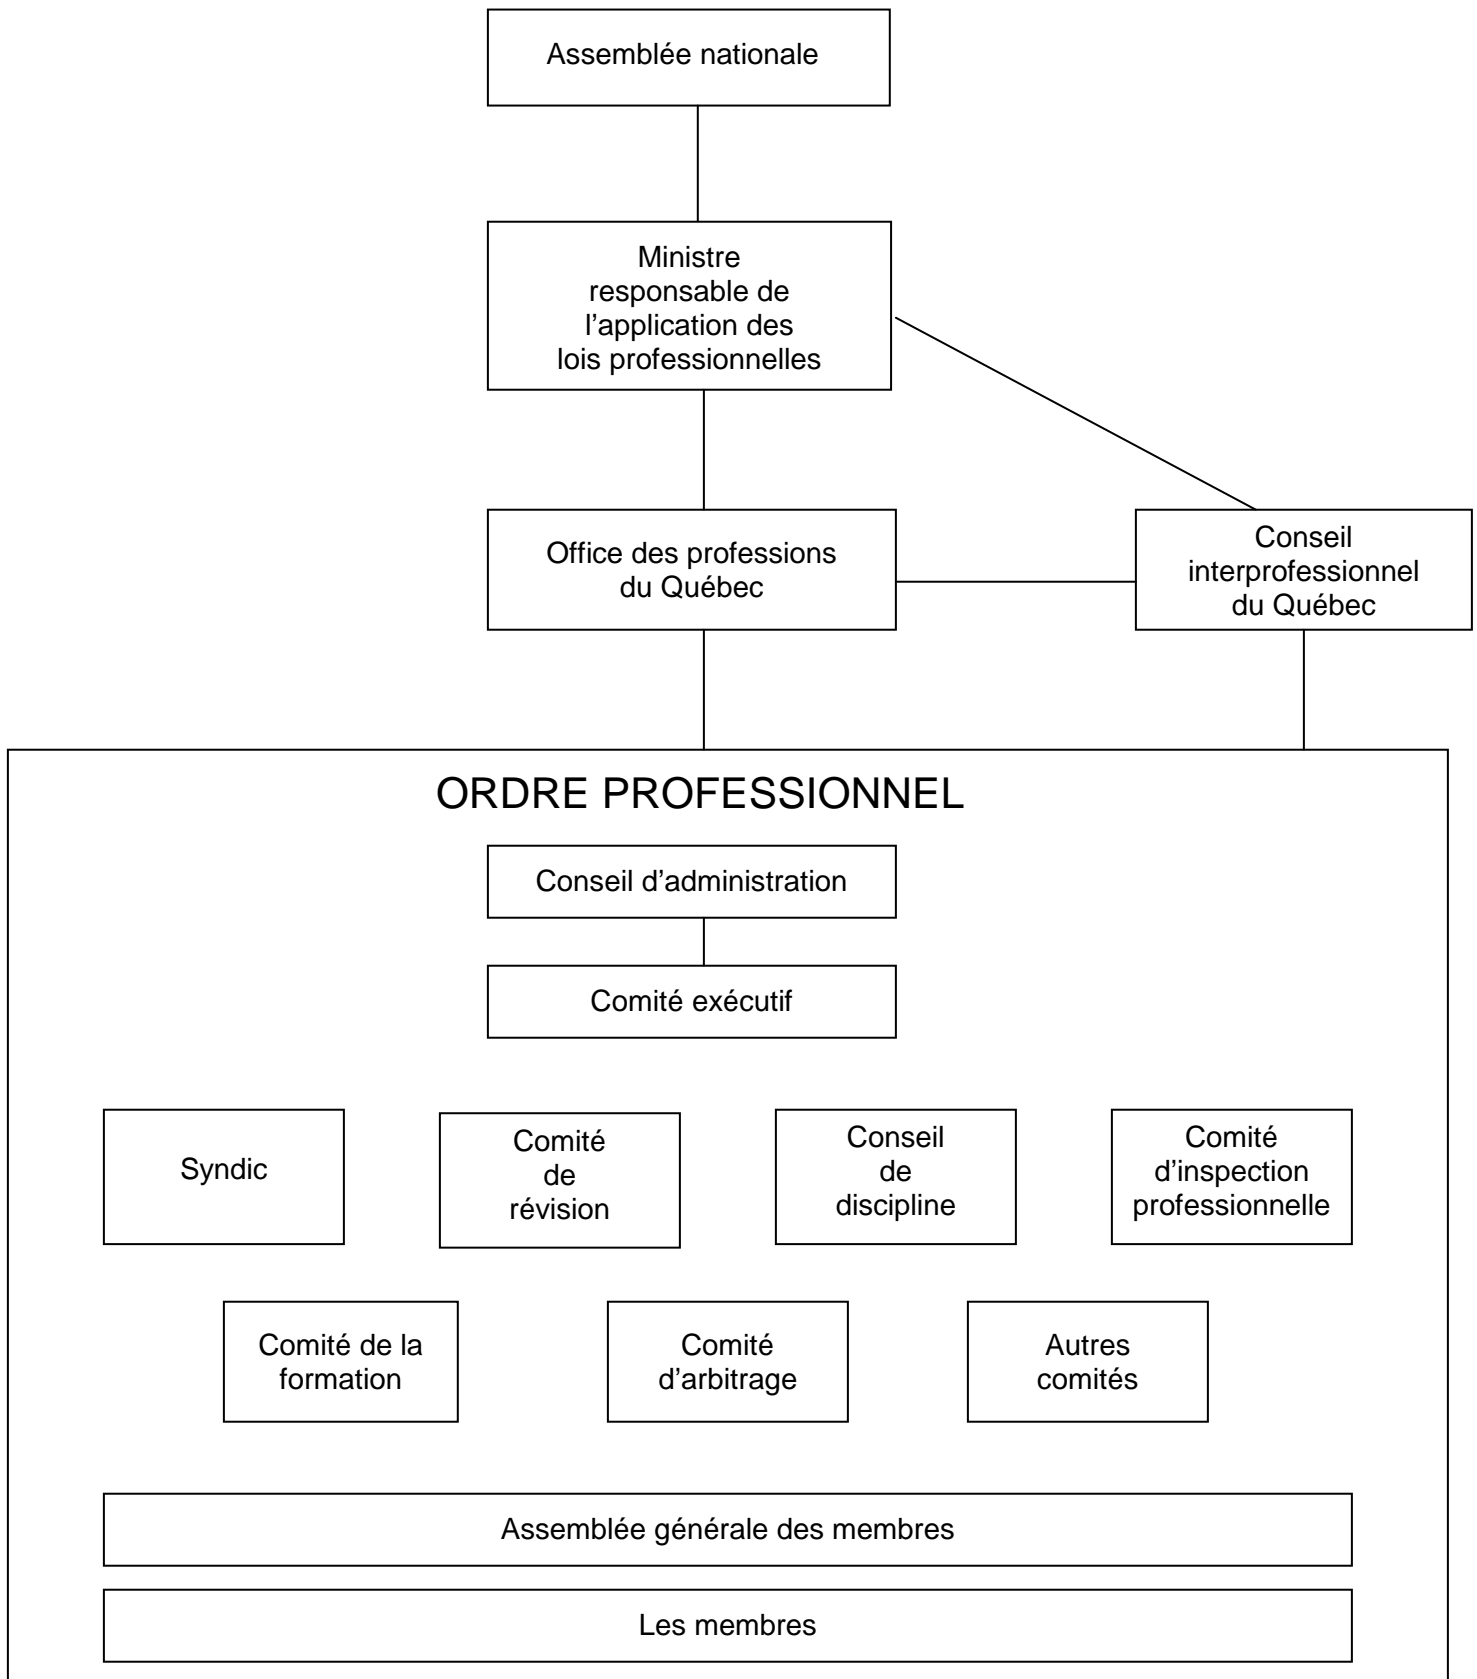 Assemblée nationale
Ministre
responsable de
l’application des
lois professionnelles
Office des professions
du Québec
Conseil
interprofessionnel
du Québec
ORDRE PROFESSIONNEL
Conseil d’administration
Comité exécutif
Syndic
Comité
de
révision
Conseil
de
discipline
Comité
d’inspection
professionnelle
Comité de la
formation
Comité
d’arbitrage
Autres
comités
Assemblée générale des membres
Les membres